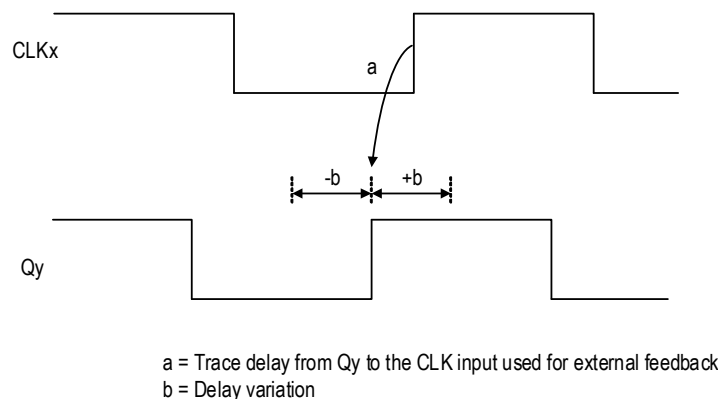 CLKx
a
-b
+b
Qy
a = Trace delay from Qy to the CLK input used for external feedback
b = Delay variation